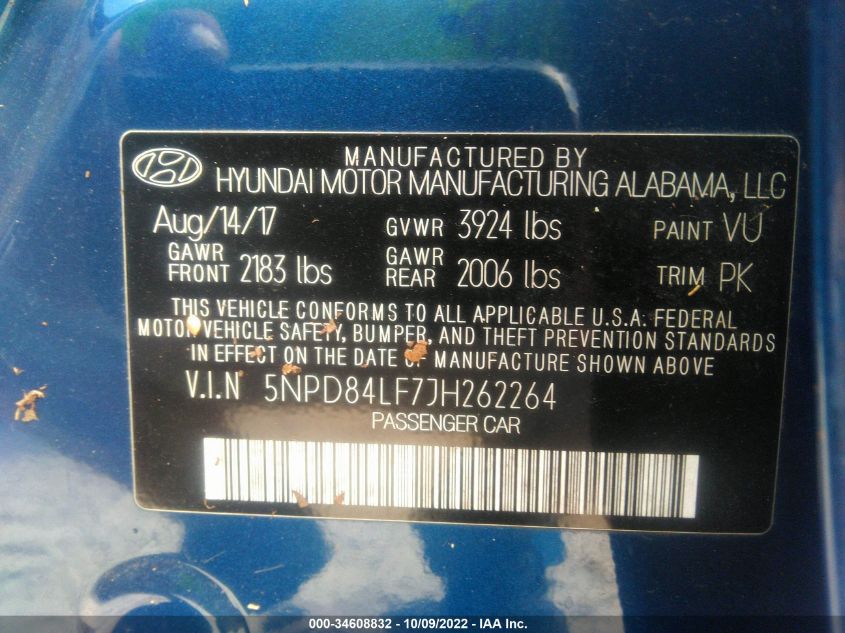 MANUFACTURED BY
HYUNDAI MOTOR MANUFACTURING ALABAMA, LLC
Aug/14/17 GVWR 3924 lbs PAINT VU
GAWR FRONT 2183 lbs GAWR REAR 2006 lbs TRIM PK
THIS VEHICLE CONFORMS TO ALL APPLICABLE U.S.A. FEDERAL
MOTOR VEHICLE SAFETY, BUMPER, AND THEFT PREVENTION STANDARDS
IN EFFECT ON THE DATE OF MANUFACTURE SHOWN ABOVE
V.I.N 5NPD84LF7JH262264
PASSENGER CAR
000-34608832 - 10/09/2022 - IAA Inc.